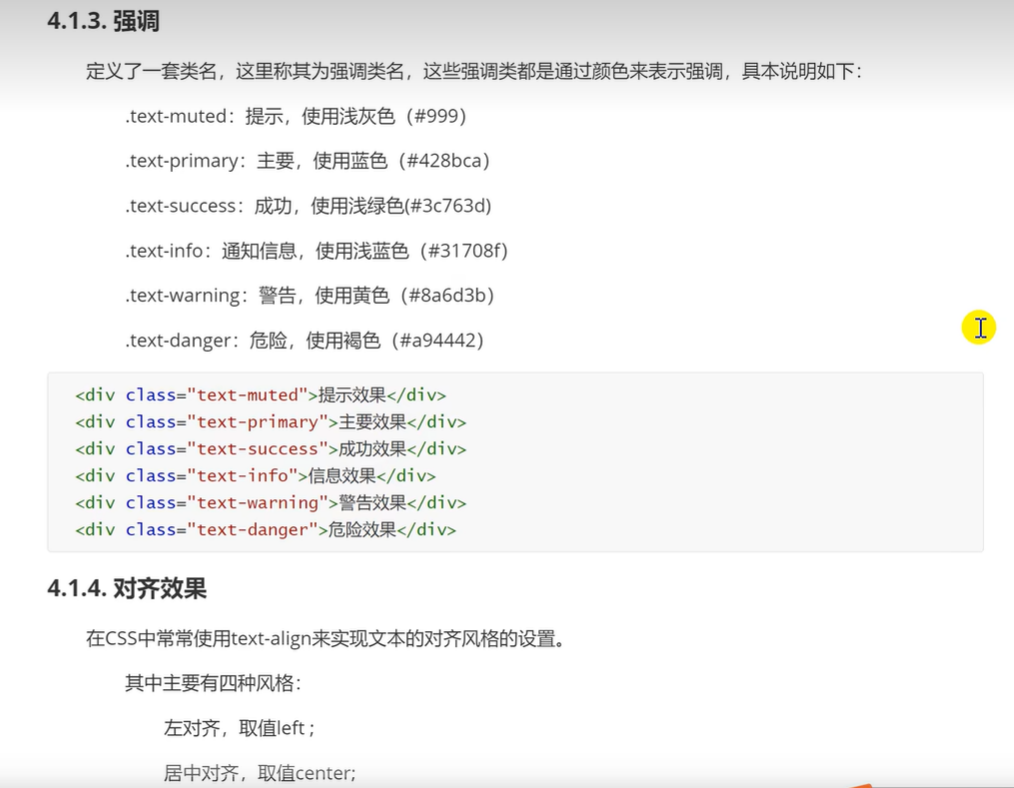 4.1.3. 强调
定义了一套类名，这里称其为强调类名，这些强调类都是通过颜色来表示强调，具本说明如下：
.text-muted：提示，使用浅灰色（#999）
.text-primary：主要，使用蓝色（#428bca）
.text-success：成功，使用浅绿色(#3c763d)
.text-info：通知信息，使用浅蓝色（#31708f）
.text-warning：警告，使用黄色（#8a6d3b）
.text-danger：危险，使用褐色（#a94442）
<div class="text-muted">提示效果</div>
<div class="text-primary">主要效果</div>
<div class="text-success">成功效果</div>
<div class="text-info">信息效果</div>
<div class="text-warning">警告效果</div>
<div class="text-danger">危险效果</div>
4.1.4. 对齐效果
在CSS中常常使用text-align来实现文本的对齐风格的设置。
其中主要有四种风格：
左对齐，取值left；
居中对齐，取值center;